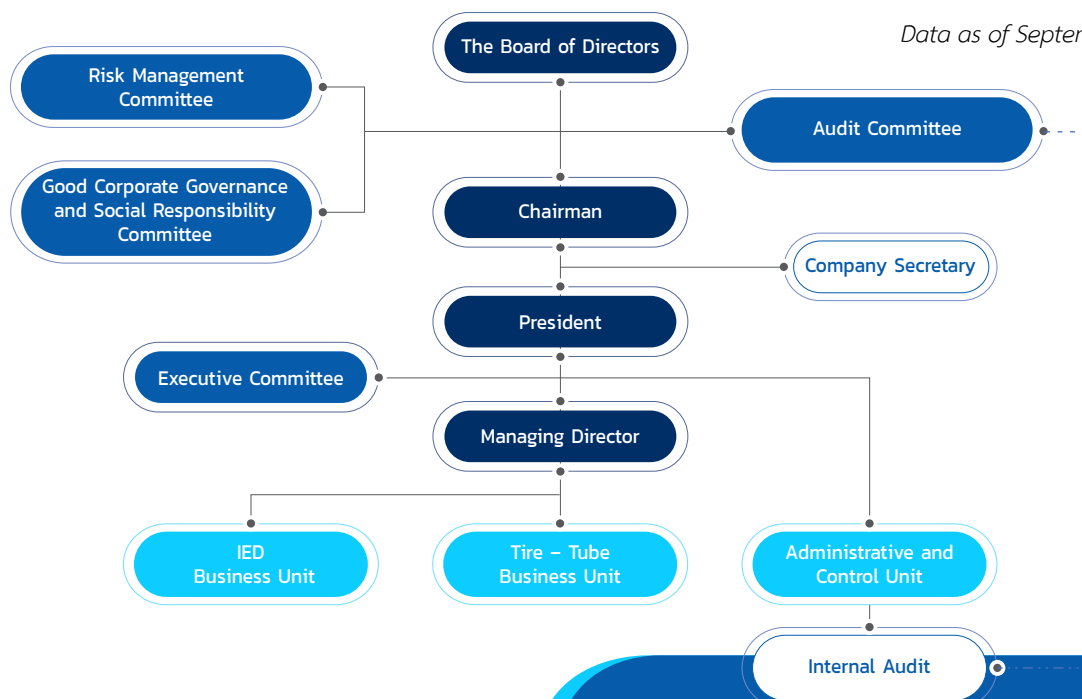 The Board of Directors
Data as of
Risk Management
Committee
Audit Committee
Good Corporate Governance
and Social Responsibility
Committee
Chairman
Company Secretary
President
Executive Committee
Managing Director
IED
Business Unit
Tire – Tube
Business Unit
Administrative and
Control Unit
Internal Audit